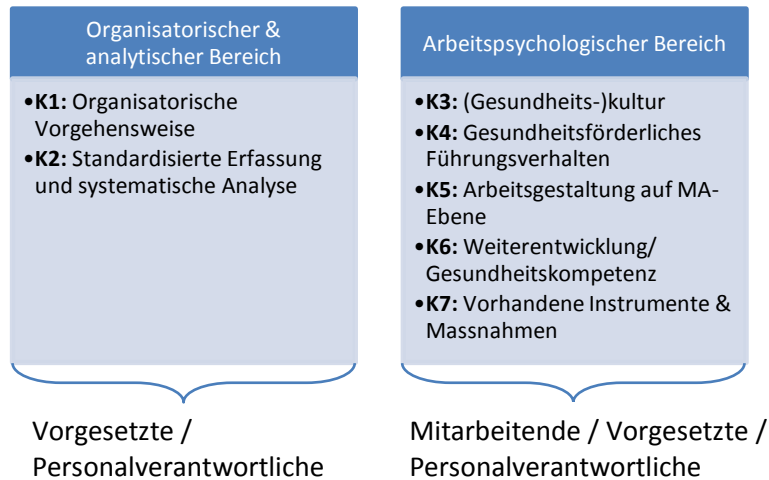 Organisatorischer &
analytischer Bereich
•K1: Organisatorische
Vorgehensweise
•K2: Standardisierte Erfassung
und systematische Analyse
Vorgesetzte /
Personalverantwortliche
Arbeitspsychologischer Bereich
•K3: (Gesundheits-)kultur
•K4: Gesundheitsförderliches
Führungsverhalten
•K5: Arbeitsgestaltung auf MA-
Ebene
•K6: Weiterentwicklung/
Gesundheitskompetenz
•K7: Vorhandene Instrumente &
Massnahmen
Mitarbeitende / Vorgesetzte /
Personalverantwortliche